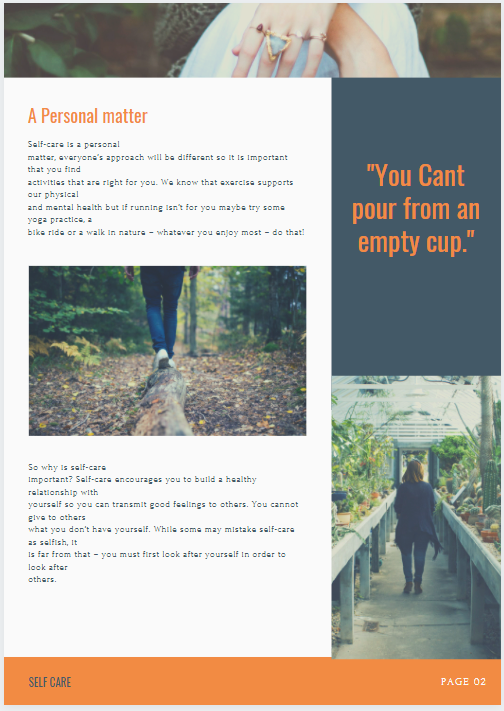 A Personal matter
Self-care is a personal
matter, everyone's approach will be different so it is important
that you find
activities that are right for you. We know that exercise supports
our physical
and mental health but if running isn't for you maybe try some
yoga practice, a
bike ride or a walk in nature – whatever you enjoy most – do that!
So why is self-care
important? Self-care encourages you to build a healthy
relationship with
yourself so you can transmit good feelings to others. You cannot
give to others
what you don't have yourself. While some may mistake self-care
as selfish, it
is far from that – you must first look after yourself in order to
look after
others.
"You Cant
pour from an
empty cup."
SELF CARE
PAGE 02